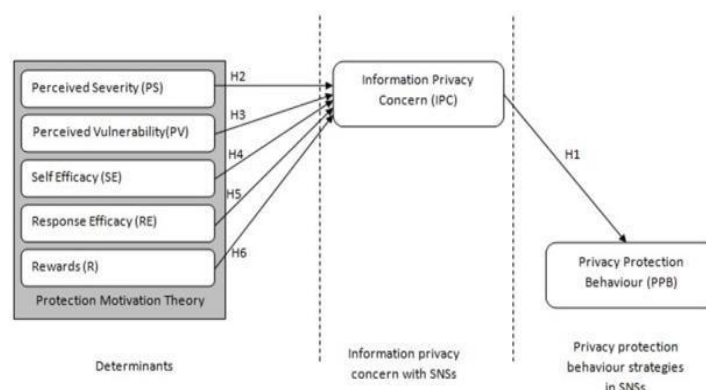 Perceived Severity (PS)
Perceived Vulnerability(PV)
Self Efficacy (SE)
Response Efficacy (RE)
Rewards (R)
Protection Motivation Theory
H2
H3
H4
H5
H6
Information Privacy
Concern (IPC)
H1
Privacy Protection
Behaviour (PPB)
Determinants
Information privacy
concern with SNSs
Privacy protection
behaviour strategies
in SNSs